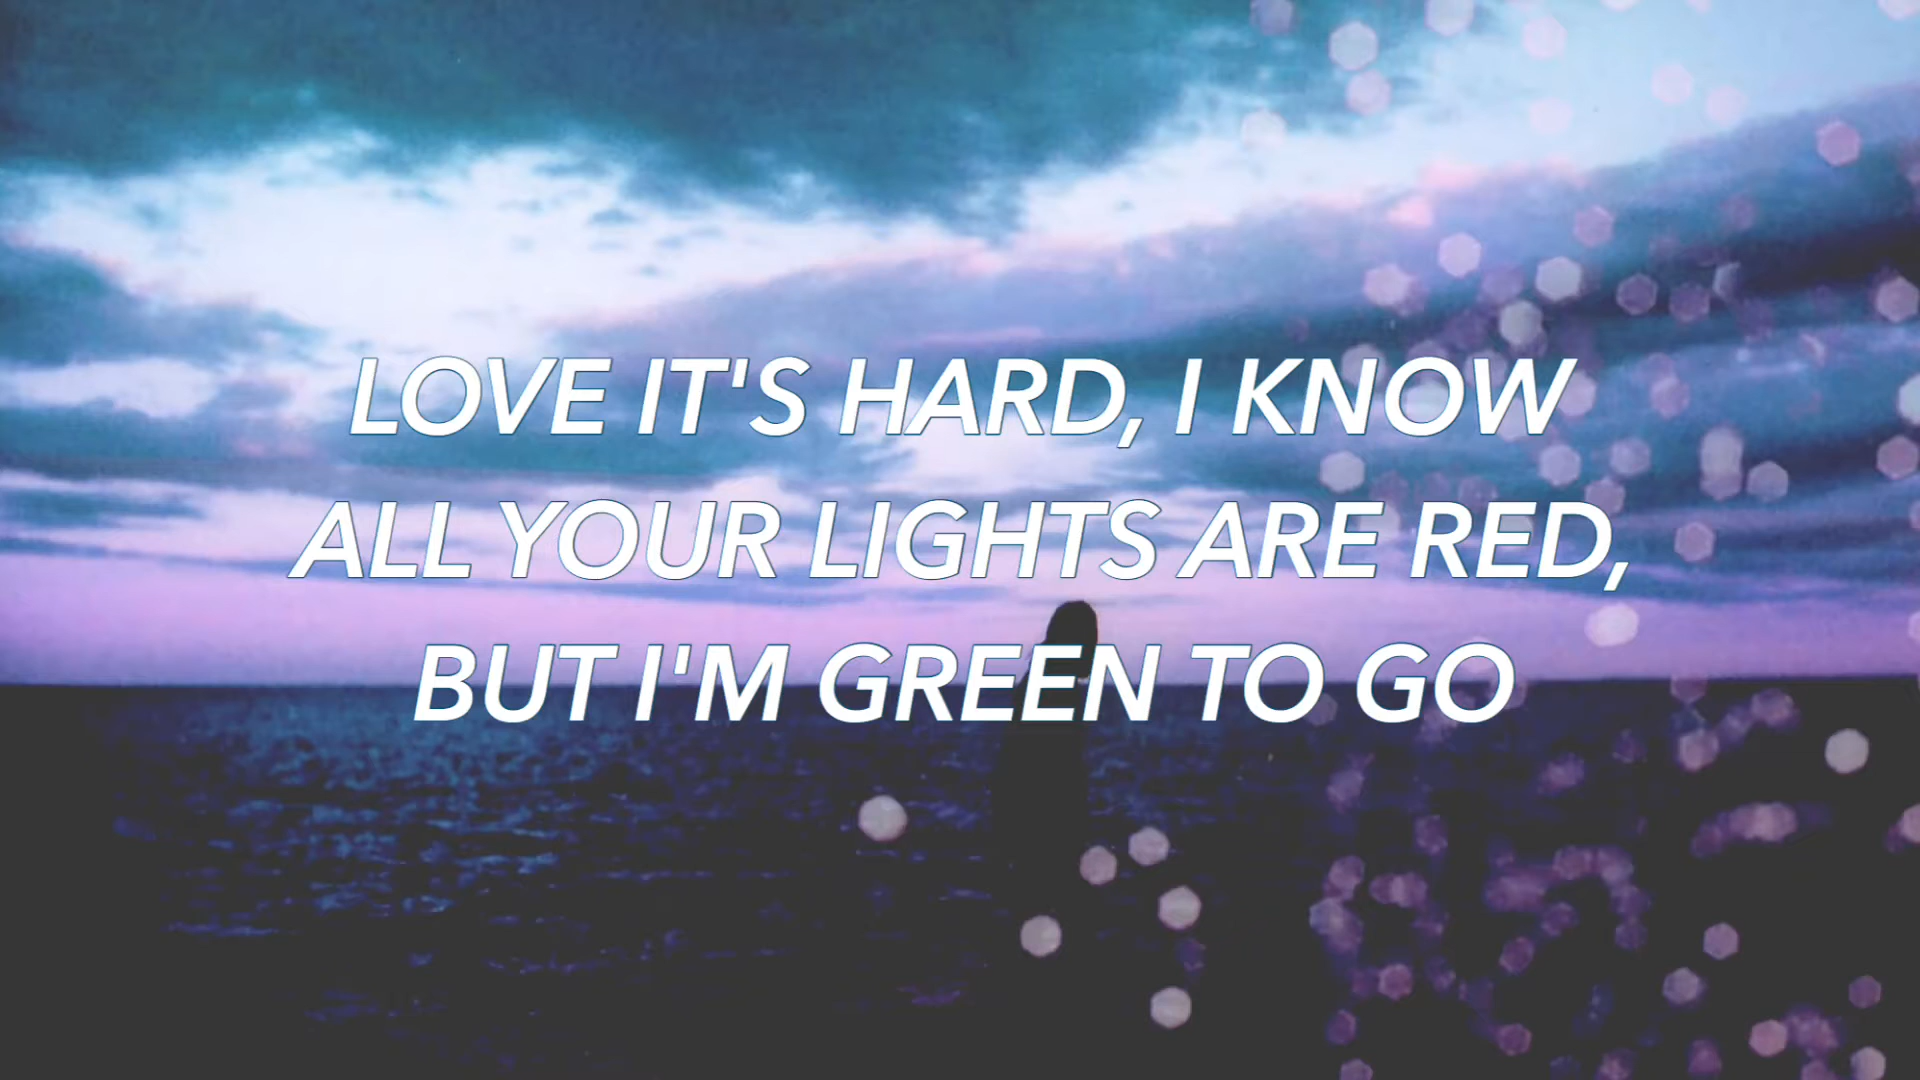 LOVE IT'S HARD, I KNOW
ALL YOUR LIGHTS ARE RED,
BUT I'M GREEN TO GO